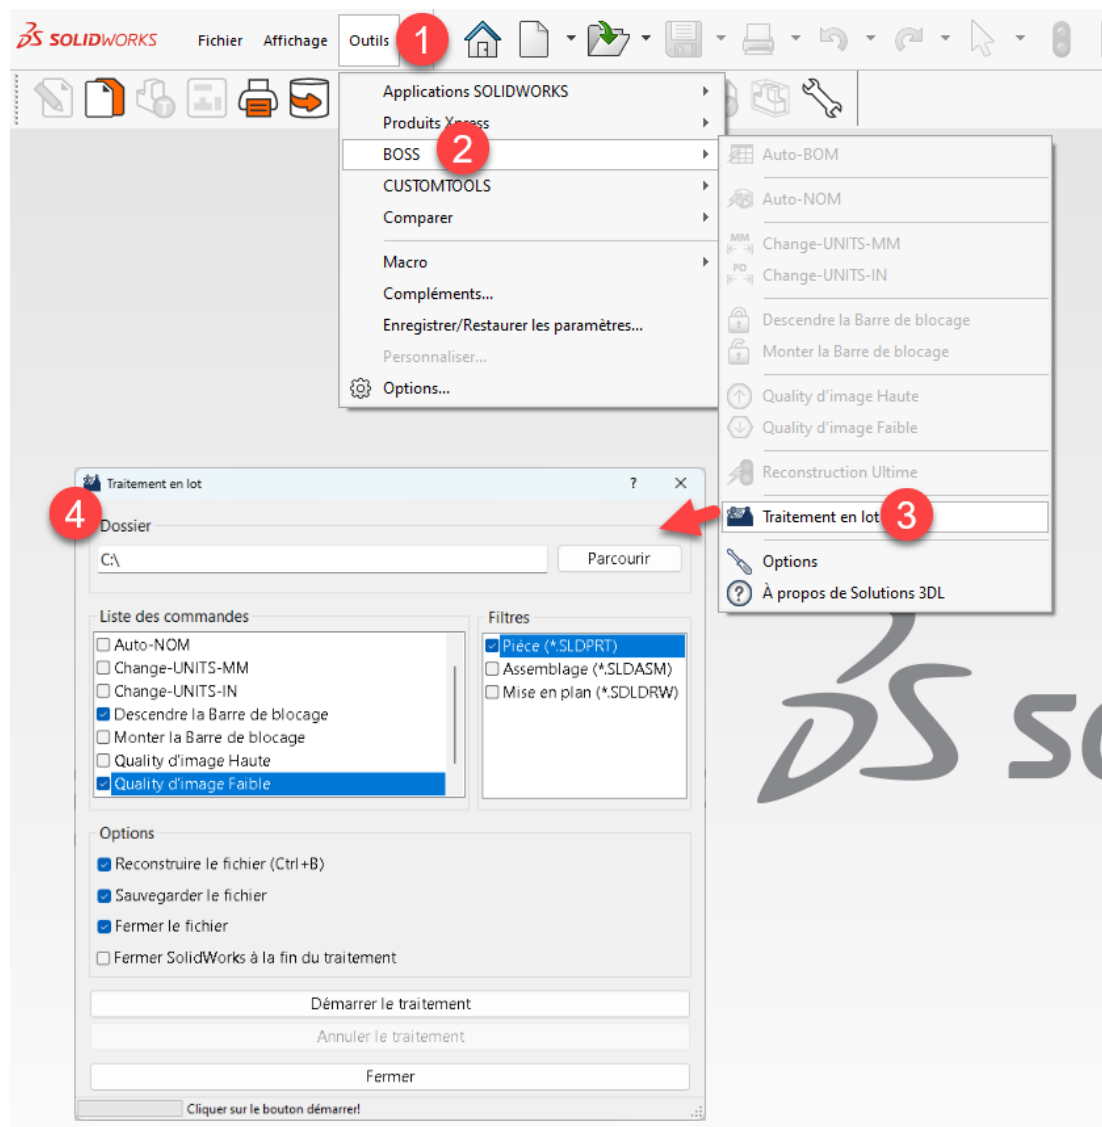 SOLIDWORKS Fichier Affichage Outils 1
Applications SOLIDWORKS
Produits Xpress
BOSS 2
CUSTOMTOOLS
Comparer
Macro
Compléments...
Enregistrer/Restaurer les paramètres...
Personnaliser...
Options...
Auto-BOM
Auto-NOM
MM Change-UNITS-MM
PO Change-UNITS-IN
Descendre la Barre de blocage
Monter la Barre de blocage
Quality d'image Haute
Quality d'image Faible
Reconstruction Ultime
Traitement en lot 3
Options
À propos de Solutions 3DL
Traitement en lot ?
4
Dossier
C:\ Parcourir
Liste des commandes
Auto-NOM
Change-UNITS-MM
Change-UNITS-IN
Descendre la Barre de blocage
Monter la Barre de blocage
Quality d'image Haute
Quality d'image Faible
Filtres
Pièce (*.SLDPRT)
Assemblage (*.SLDASM)
Mise en plan (*.SDLDRW)
Options
Reconstruire le fichier (Ctrl+B)
Sauvegarder le fichier
Fermer le fichier
Fermer SolidWorks à la fin du traitement
Démarrer le traitement
Annuler le traitement
Fermer
Cliquer sur le bouton démarrer!